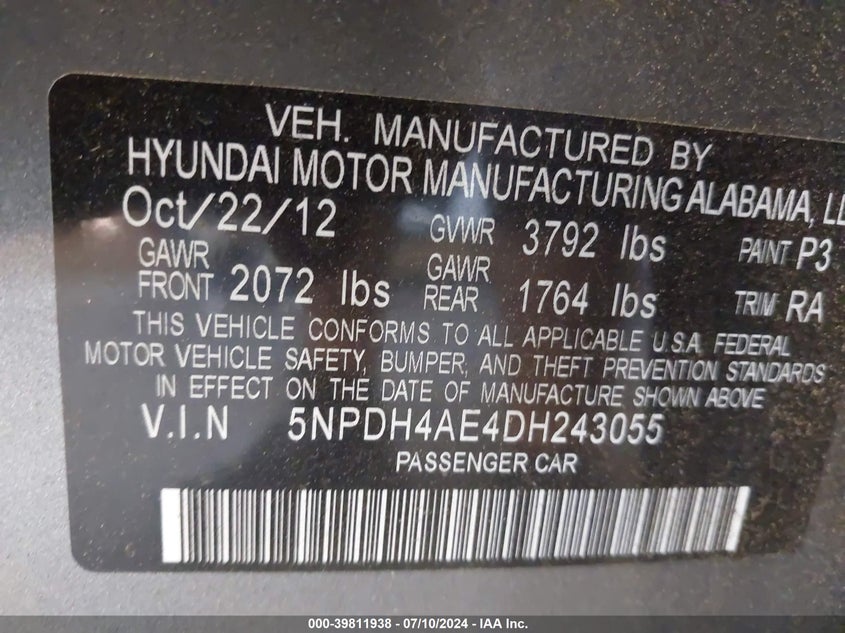 VEH. MANUFACTURED BY
HYUNDAI MOTOR MANUFACTURING ALABAMA,
Oct/22/12 GVWR 3792 lbs PAINT P3
GAWR FRONT 2072 lbs GAWR REAR 1764 lbs TRIM RA
THIS VEHICLE CONFORMS TO ALL APPLICABLE U.S.A. FEDERAL
MOTOR VEHICLE SAFETY, BUMPER, AND THEFT PREVENTION STANDARDS
IN EFFECT ON THE DATE OF MANUFACTURE SHOWN ABOVE
V.I.N 5NPDH4AE4DH243055
PASSENGER CAR
000-39811938 - 07/10/2024 - IAA Inc.